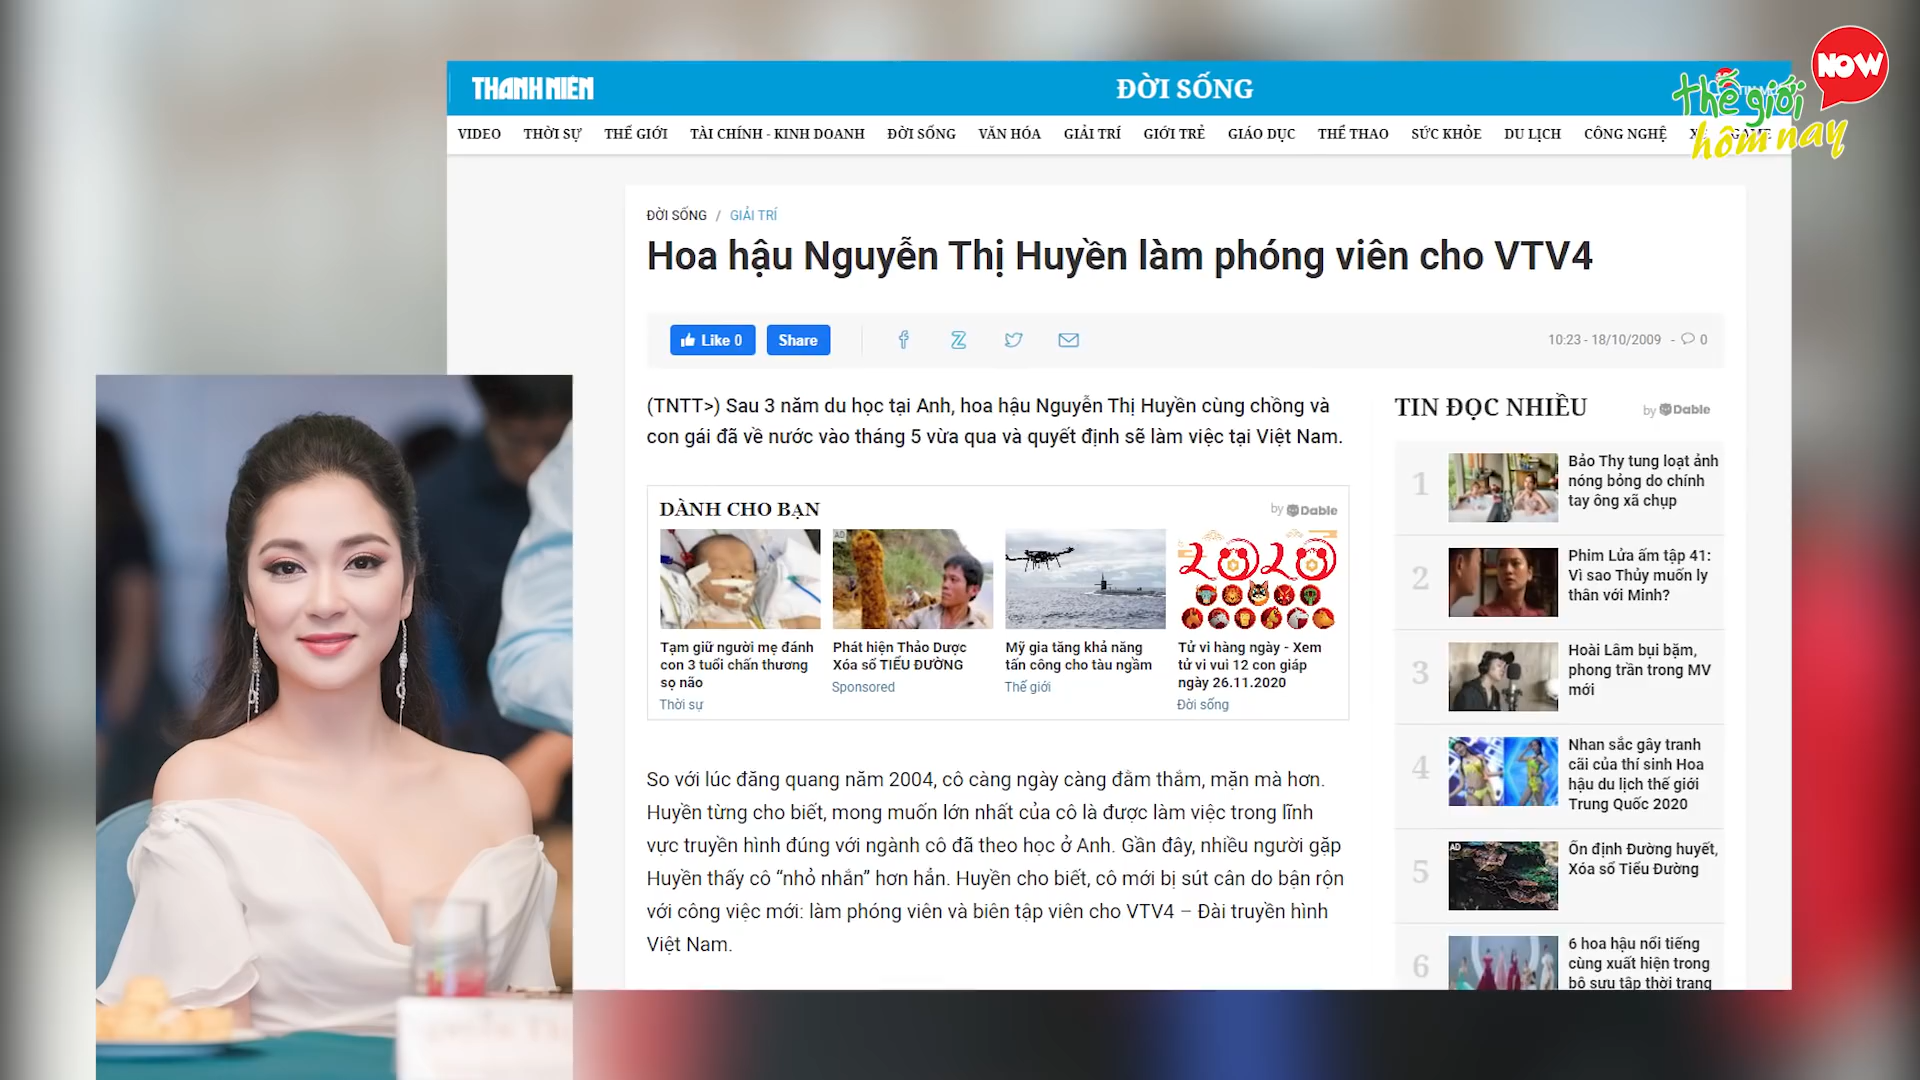 NOW
thế giới
hôm nay
THANH NIÊN
ĐỜI SỐNG
VIDEO THỜI SỰ THẾ GIỚI TÀI CHÍNH - KINH DOANH ĐỜI SỐNG VĂN HÓA GIẢI TRÍ GIỚI TRẺ GIÁO DỤC THỂ THAO SỨC KHỎE DU LỊCH CÔNG NGHỆ
ĐỜI SỐNG / GIẢI TRÍ
Hoa hậu Nguyễn Thị Huyền làm phóng viên cho VTV4
Like 0 Share
10:23 - 18/10/2009 - 0
(TNTT>) Sau 3 năm du học tại Anh, hoa hậu Nguyễn Thị Huyền cùng chồng và
con gái đã về nước vào tháng 5 vừa qua và quyết định sẽ làm việc tại Việt Nam.
DÀNH CHO BẠN
by Dable
Tạm giữ người mẹ đánh
con 3 tuổi chấn thương
sọ não
Thời sự
AD
Phát hiện Thảo Dược
Xóa sổ TIỂU ĐƯỜNG
Sponsored
Mỹ gia tăng khả năng
tấn công cho tàu ngầm
Thế giới
2020
Tử vi hàng ngày - Xem
tử vi vui 12 con giáp
ngày 26.11.2020
Đời sống
So với lúc đăng quang năm 2004, cô càng ngày càng đằm thắm, mặn mà hơn.
Huyền từng cho biết, mong muốn lớn nhất của cô là được làm việc trong lĩnh
vực truyền hình đúng với ngành cô đã theo học ở Anh. Gần đây, nhiều người gặp
Huyền thấy cô “nhỏ nhắn” hơn hẳn. Huyền cho biết, cô mới bị sút cân do bận rộn
với công việc mới: làm phóng viên và biên tập viên cho VTV4 – Đài truyền hình
Việt Nam.
TIN ĐỌC NHIỀU
by Dable
1
Bảo Thy tung loạt ảnh
nóng bỏng do chính
tay ông xã chụp
2
Phim Lửa ấm tập 41:
Vì sao Thủy muốn ly
thân với Minh?
3
Hoài Lâm bụi bặm,
phong trần trong MV
mới
4
Nhan sắc gây tranh
cãi của thí sinh Hoa
hậu du lịch thế giới
Trung Quốc 2020
5
AD
Ổn định Đường huyết,
Xóa sổ Tiểu Đường
6
6 hoa hậu nổi tiếng
cùng xuất hiện trong
bộ sưu tập thời trang